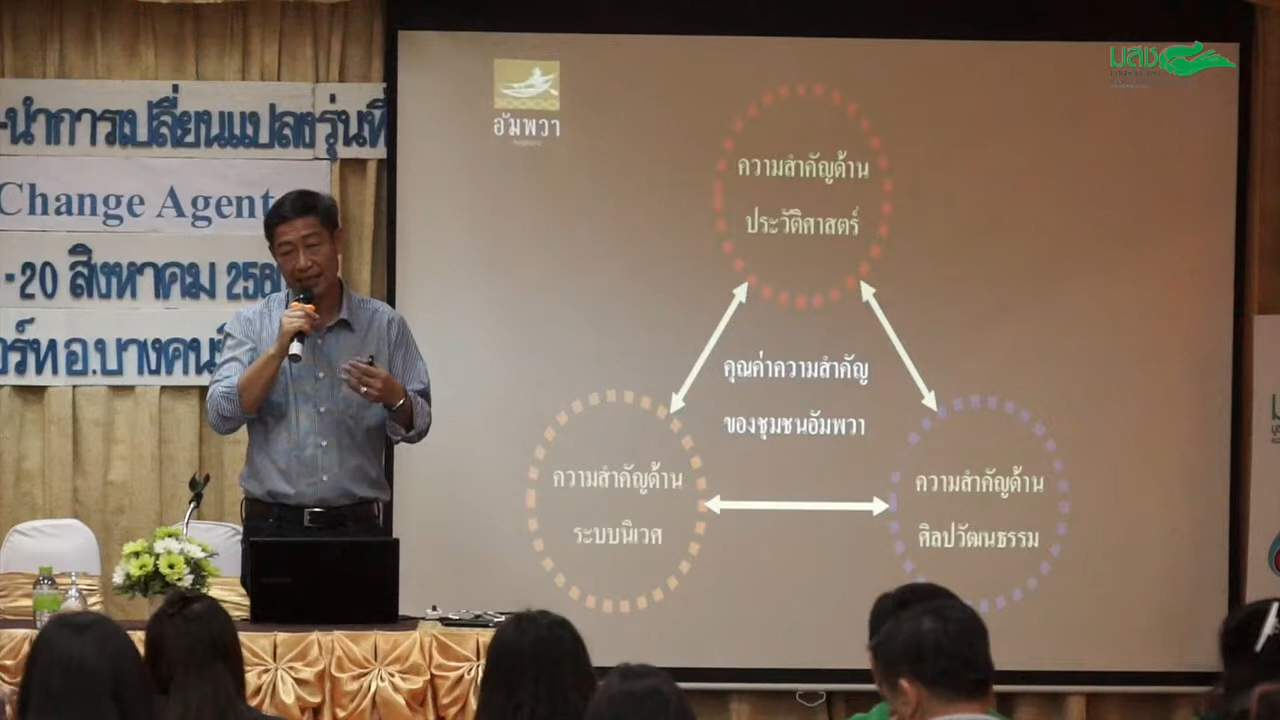 -นำการเปลี่ยนแปลงรุ่นที่
Change Agent
-20 สิงหาคม 256
อ.บางคนที
อัมพวา
มสช
ความสำคัญด้าน
ประวัติศาสตร์
คุณค่าความสำคัญ
ของชุมชนอัมพวา
ความสำคัญด้าน
ระบบนิเวศ
ความสำคัญด้าน
ศิลปวัฒนธรรม